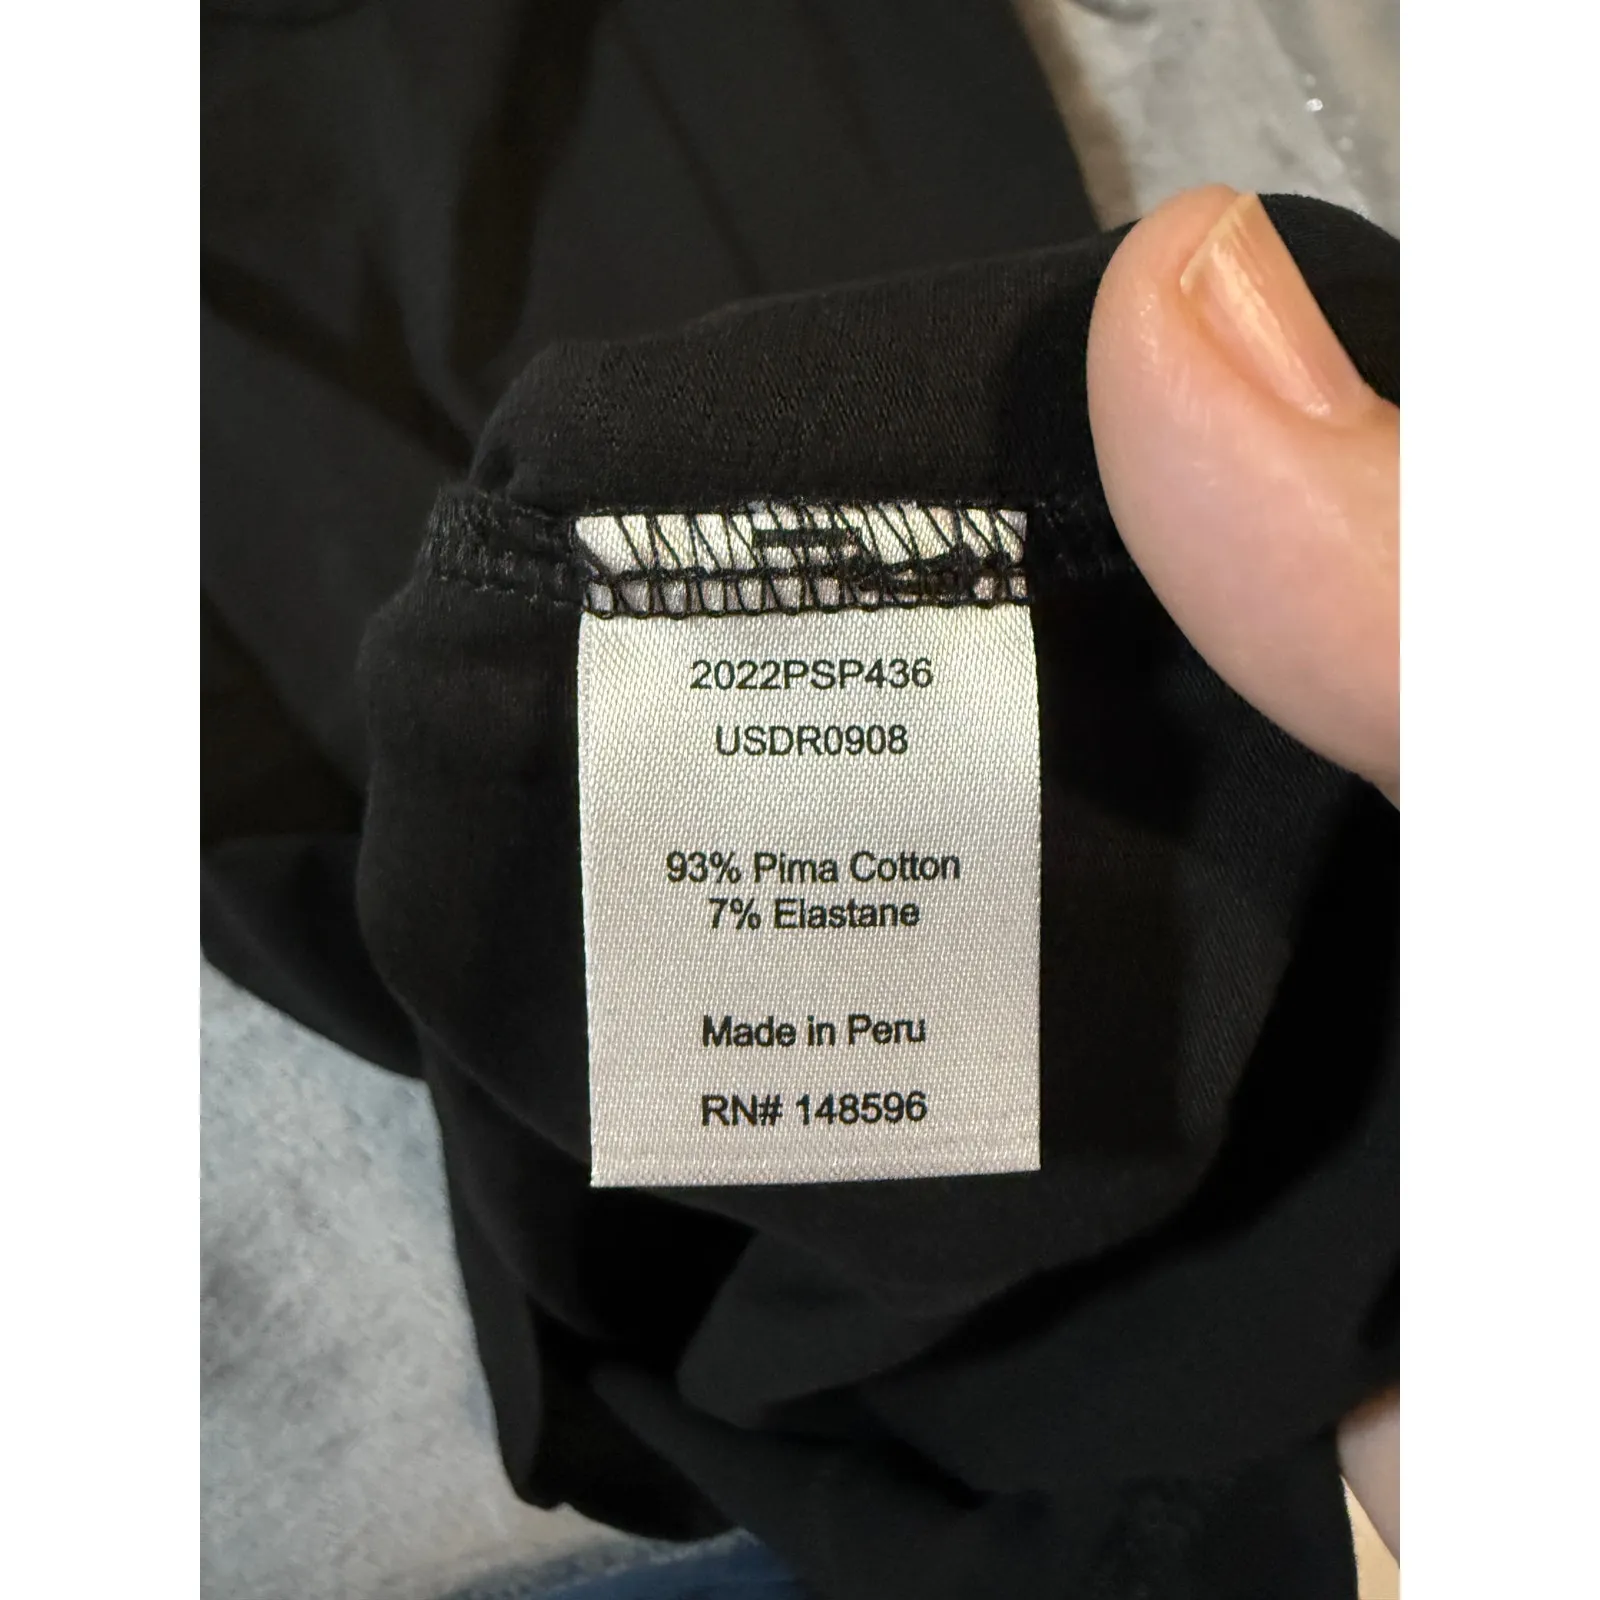 2022PSP436
USDR0908
93% Pima Cotton
7% Elastane
Made in Peru
RN# 148596